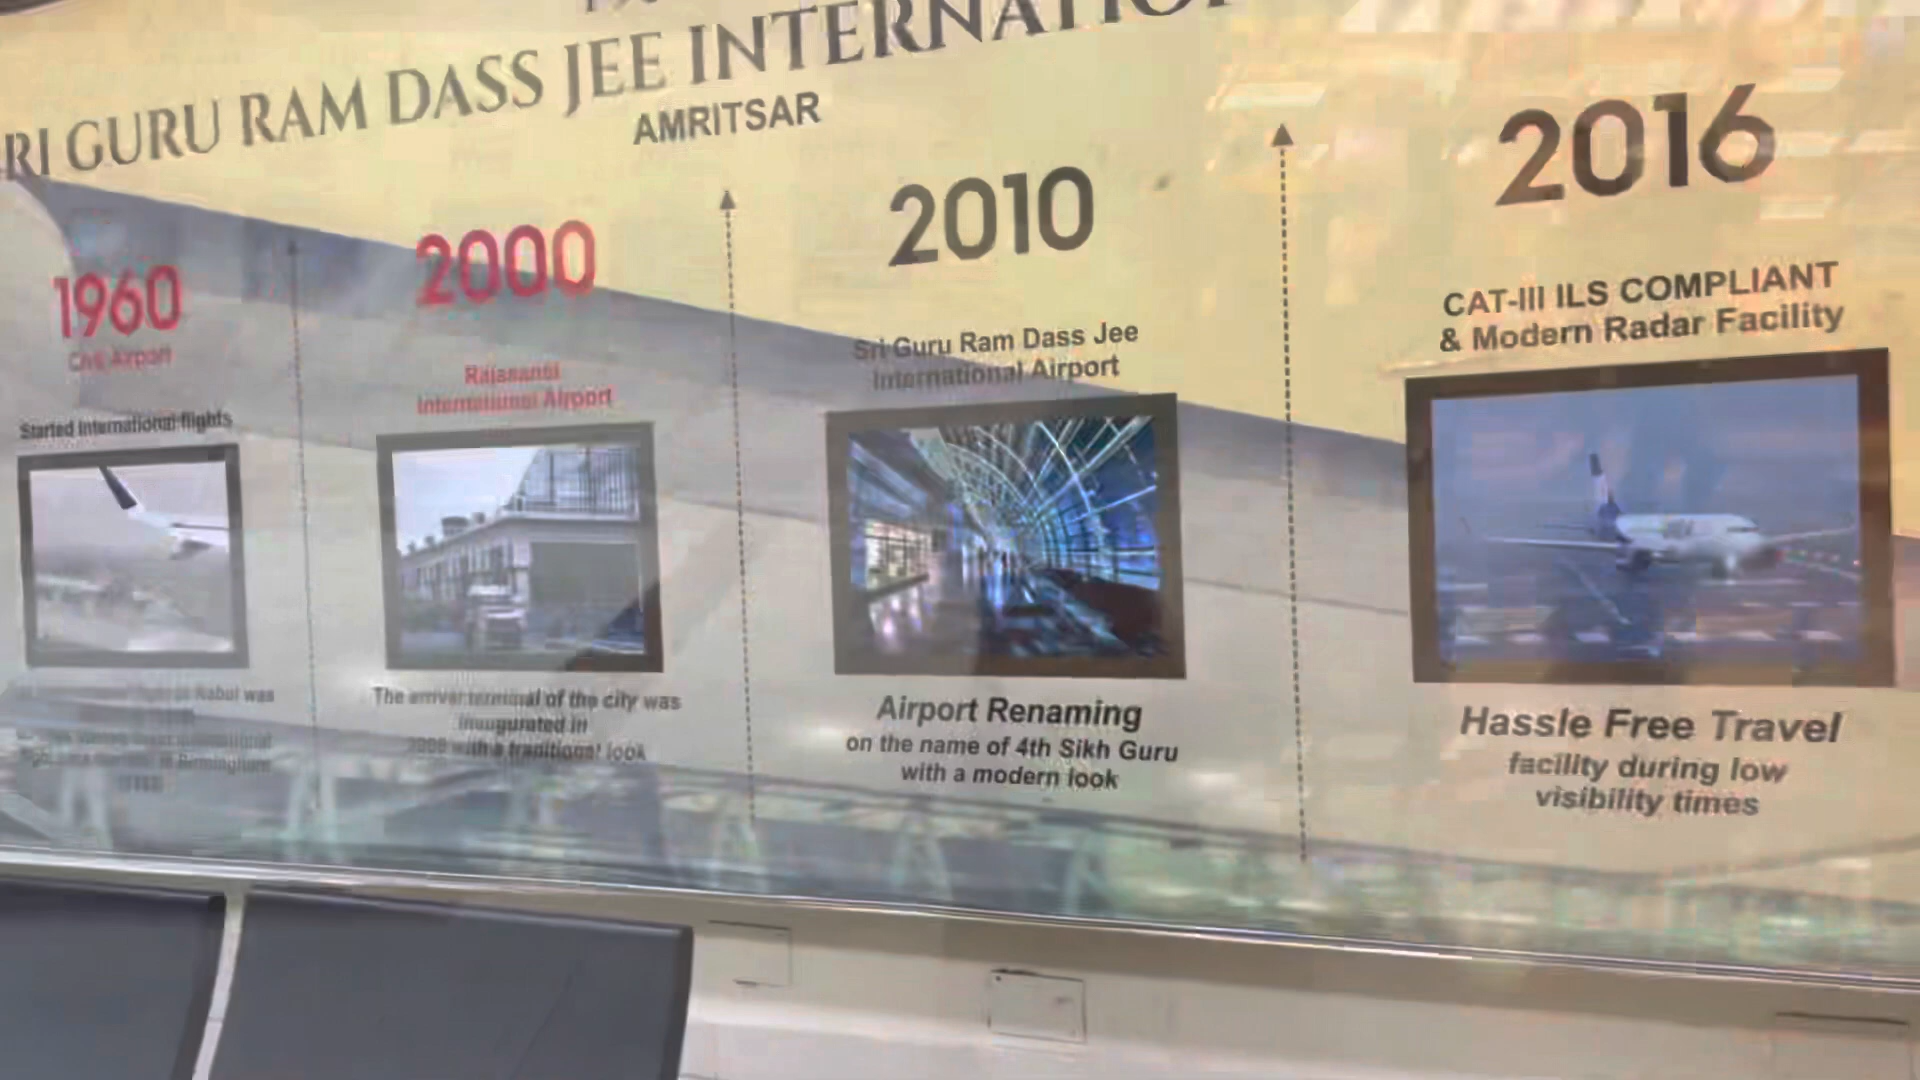 RI GURU RAM DASS JEE INTERNATIO
AMRITSAR
1960
Civil Airport
Started International flights
Kabul was
Birmingham
2000
Rajasansi
International Airport
The terminal of the city was
inaugurated in
with a traditional look
2010
Sri Guru Ram Dass Jee
International Airport
Airport Renaming
on the name of 4th Sikh Guru
with a modern look
2016
CAT-III ILS COMPLIANT
& Modern Radar Facility
Hassle Free Travel
facility during low
visibility times